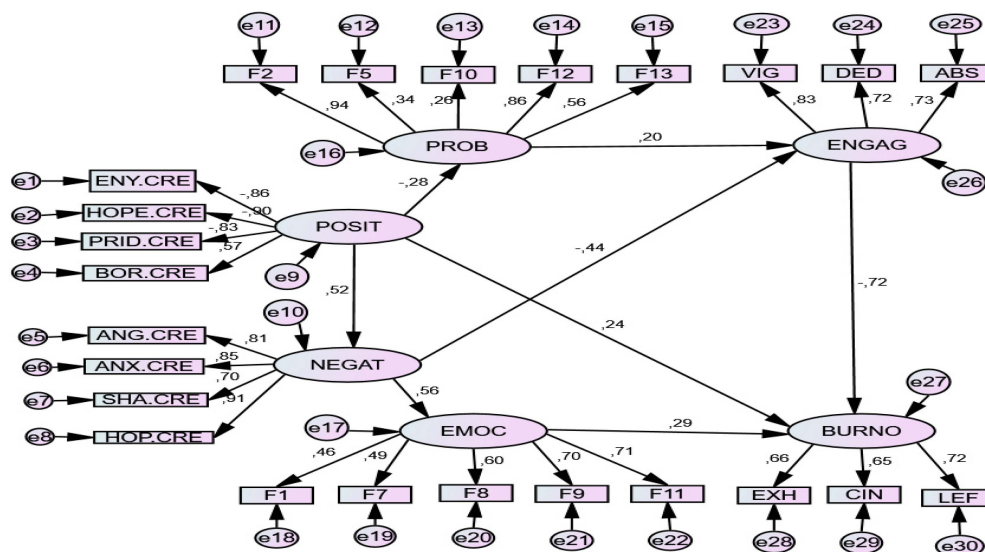 e11 e12 e13 e14 e15 e23 e24 e25
F2 F5 F10 F12 F13 VIG DED ABS
,94 ,34 ,26 ,86 ,56 ,83 ,72 ,73
e16 PROB ,20 ENGAG
e26
e1 ENY.CRE -,86 -,28
e2 HOPE.CRE -,90 POSIT
e3 PRID.CRE -,83
e4 BOR.CRE ,57 -,44
e9 -,72
,52
e10 ,24
e5 ANG.CRE ,81
e6 ANX.CRE ,85 NEGAT
e7 SHA.CRE ,70 ,56 e27
e8 HOP.CRE ,91
e17 EMOC ,29 BURNO
,46 ,49 ,60 ,70 ,71 ,66 ,65 ,72
F1 F7 F8 F9 F11 EXH CIN LEF
e18 e19 e20 e21 e22 e28 e29 e30